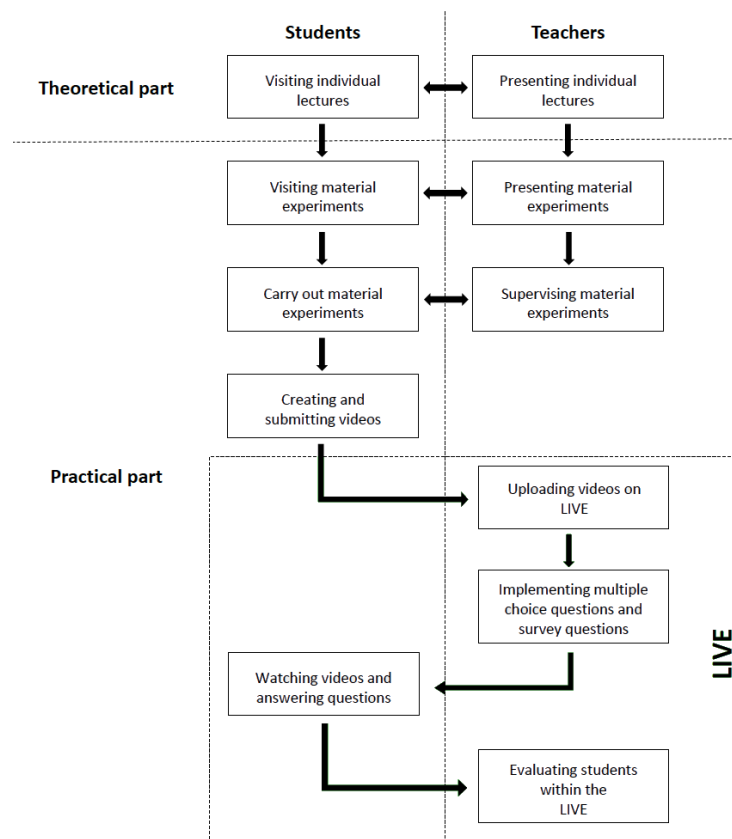 Students
Teachers
Theoretical part
Visiting individual
lectures
Presenting individual
lectures
Visiting material
experiments
Presenting material
experiments
Carry out material
experiments
Supervising material
experiments
Creating and
submitting videos
Practical part
Uploading videos on
LIVE
Implementing multiple
choice questions and
survey questions
LIVE
Watching videos and
answering questions
Evaluating students
within the
LIVE